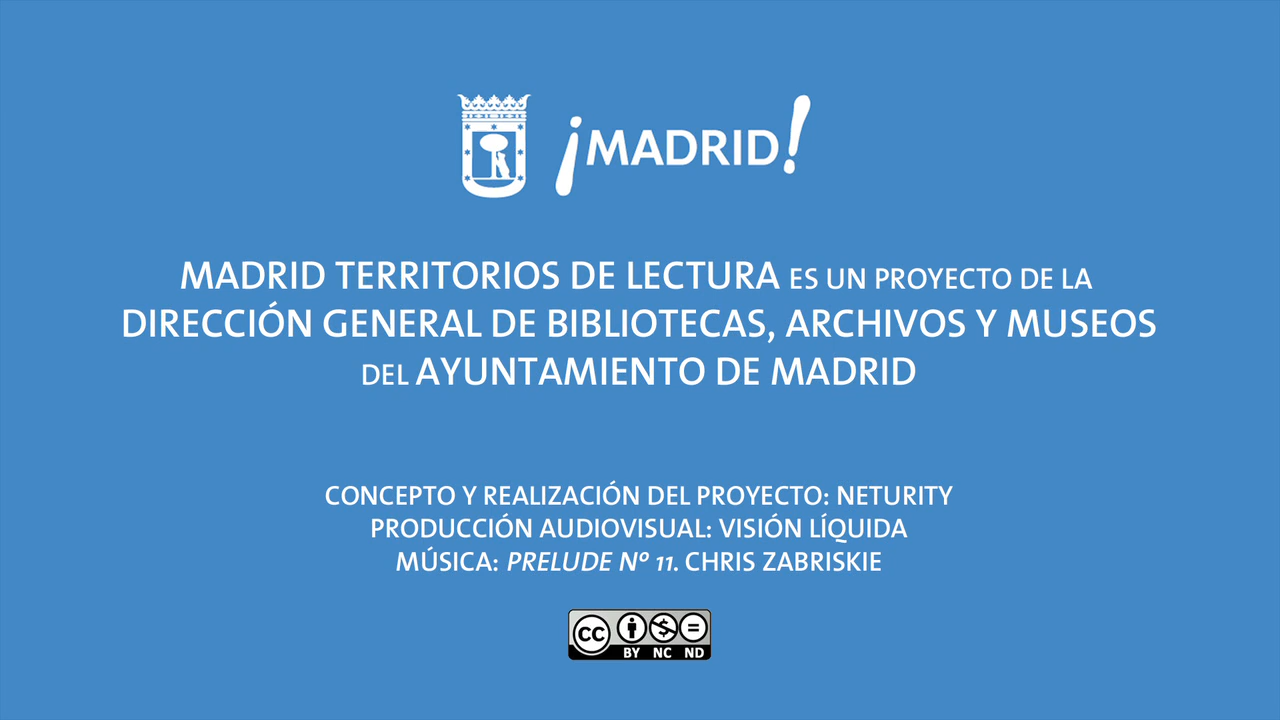 ¡MADRID!
MADRID TERRITORIOS DE LECTURA ES UN PROYECTO DE LA
DIRECCIÓN GENERAL DE BIBLIOTECAS, ARCHIVOS Y MUSEOS
DEL AYUNTAMIENTO DE MADRID
CONCEPTO Y REALIZACIÓN DEL PROYECTO: NETURITY
PRODUCCIÓN AUDIOVISUAL: VISIÓN LÍQUIDA
MÚSICA: PRELUDE Nº 11. CHRIS ZABRISKIE
CC
BY NC ND